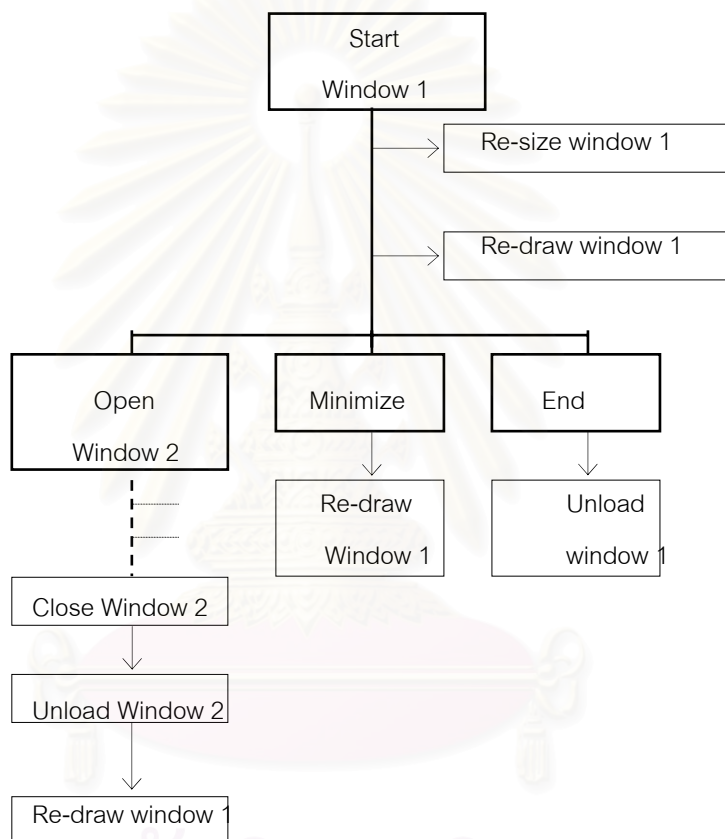 Start
Window 1
Re-size window 1
Re-draw window 1
Open
Window 2
Minimize
End
Re-draw
Window 1
Unload
window 1
Close Window 2
Unload Window 2
Re-draw window 1